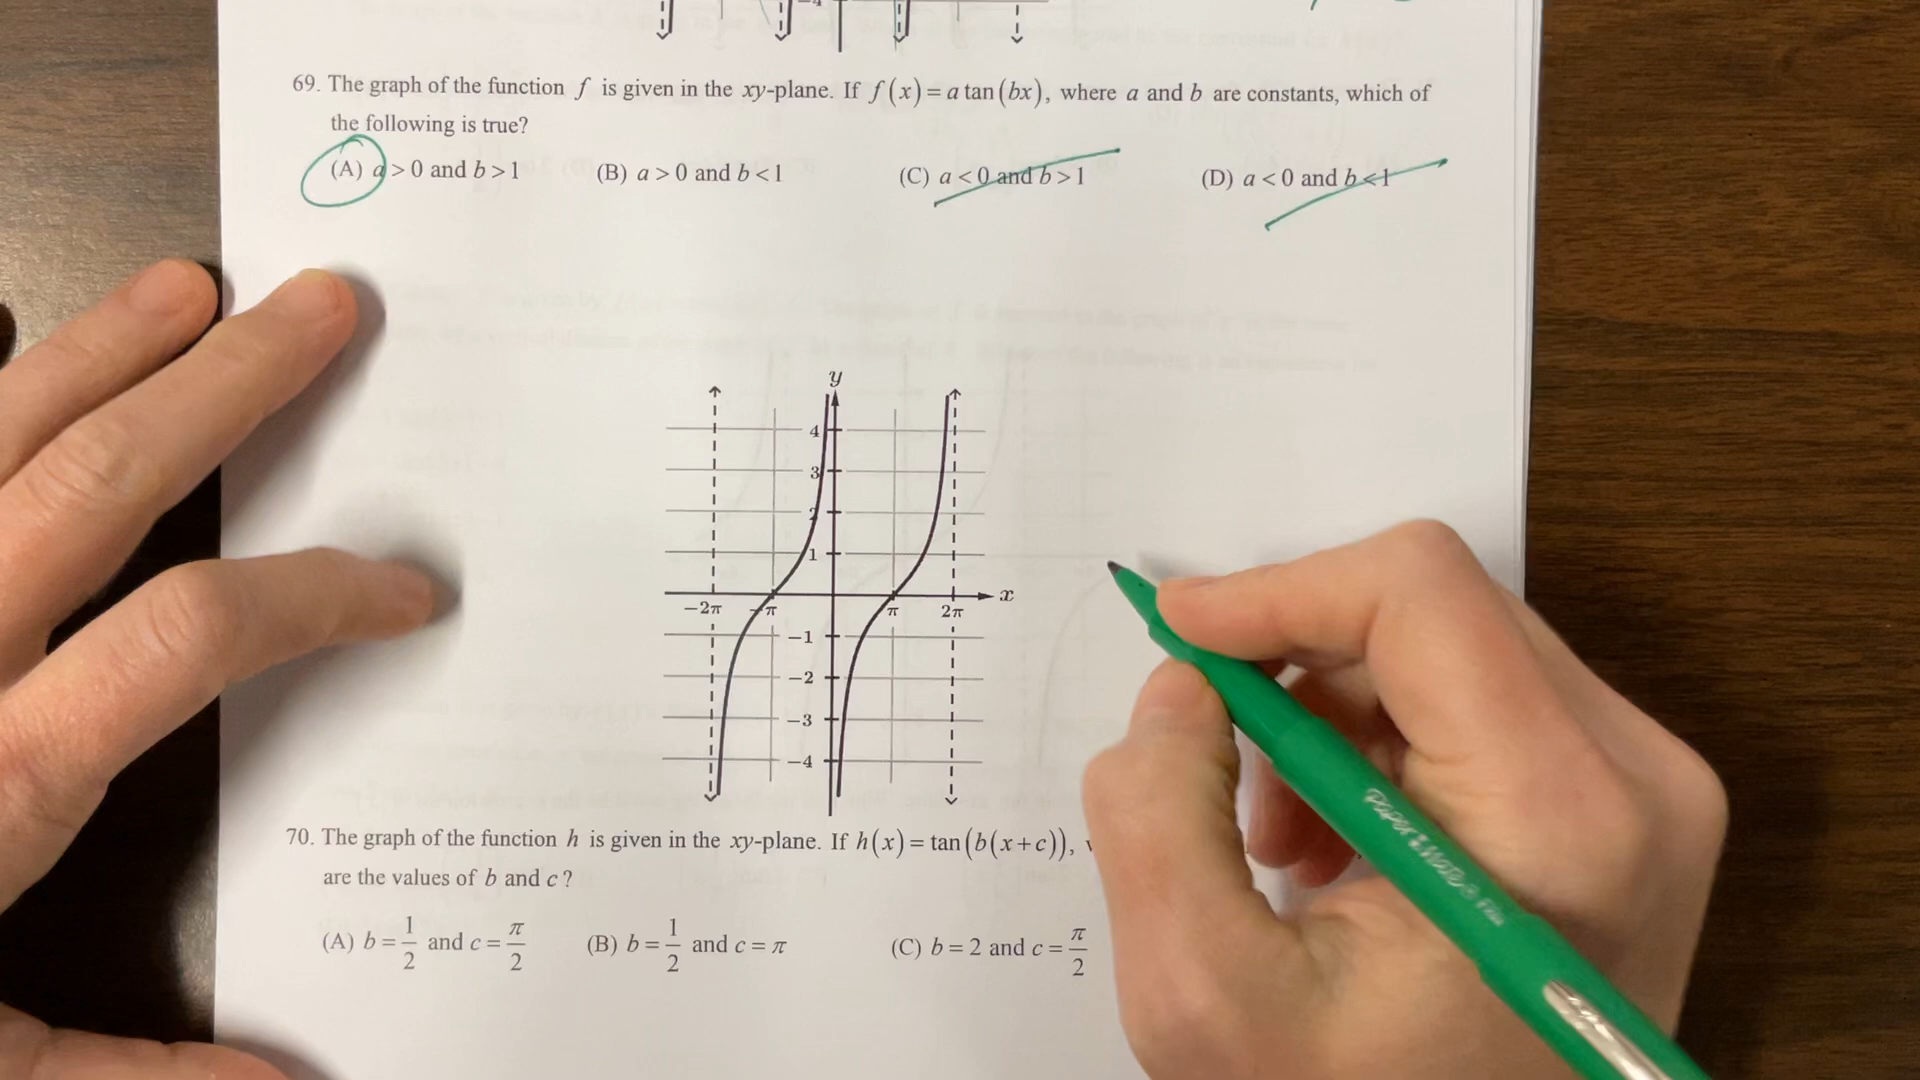 69. The graph of the function f is given in the xy-plane. If f(x) = a tan(bx), where a and b are constants, which of
the following is true?
(A) a > 0 and b > 1 (B) a > 0 and b < 1 (C) a < 0 and b > 1 (D) a < 0 and b < 1
y
4
3
2
1
x
−2π −π π 2π
−1
−2
−3
−4
70. The graph of the function h is given in the xy-plane. If h(x) = tan(b(x+c)),
are the values of b and c?
(A) b = 1/2 and c = π/2 (B) b = 1/2 and c = π (C) b = 2 and c = π/2